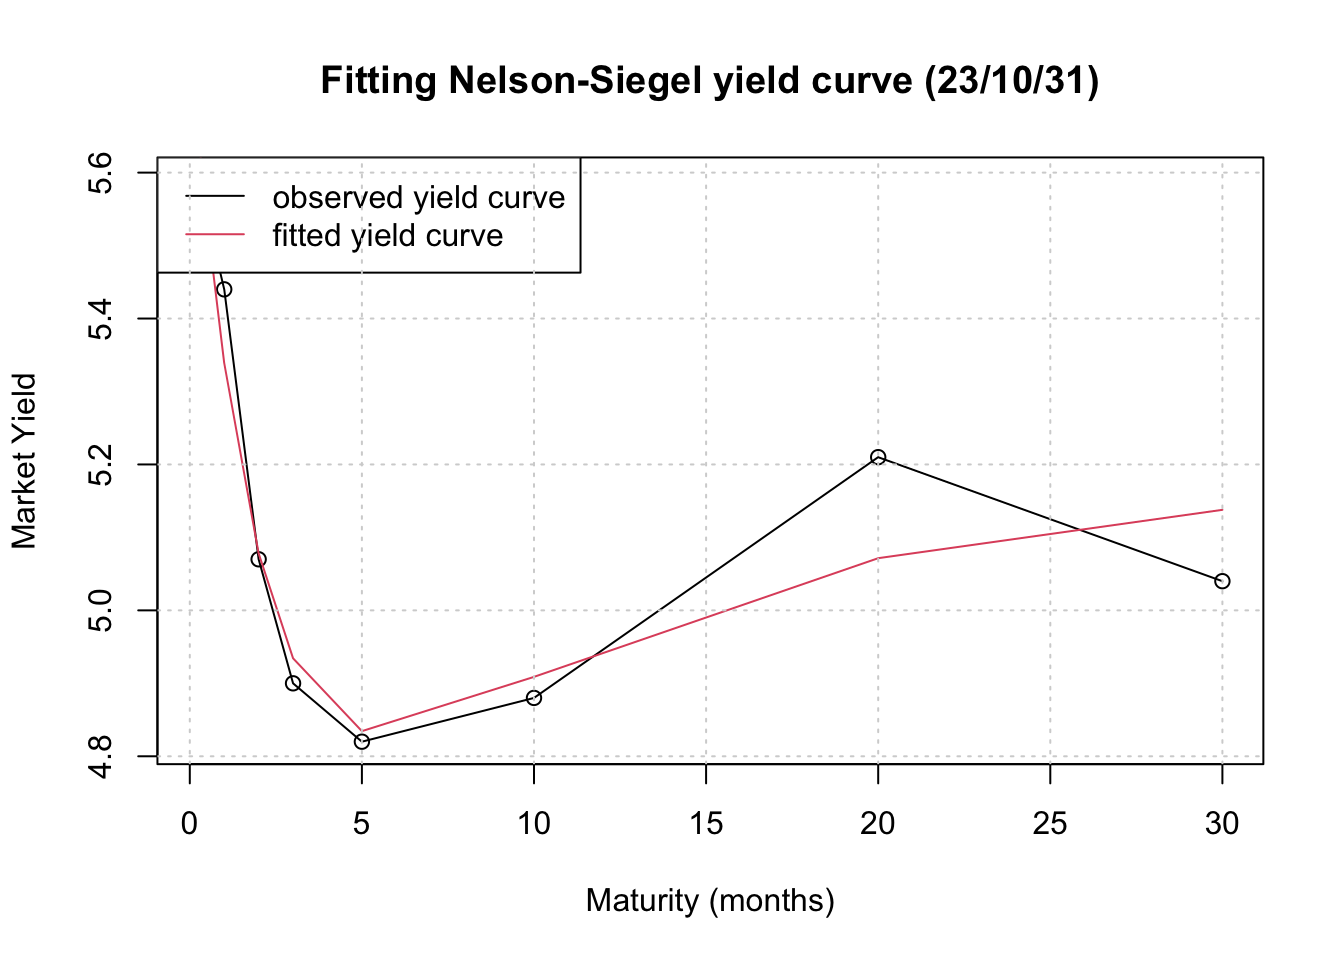 Fitting Nelson-Siegel yield curve (23/10/31)
observed yield curve
fitted yield curve
Market Yield
5.6
5.4
5.2
5.0
4.8
0 5 10 15 20 25 30
Maturity (months)